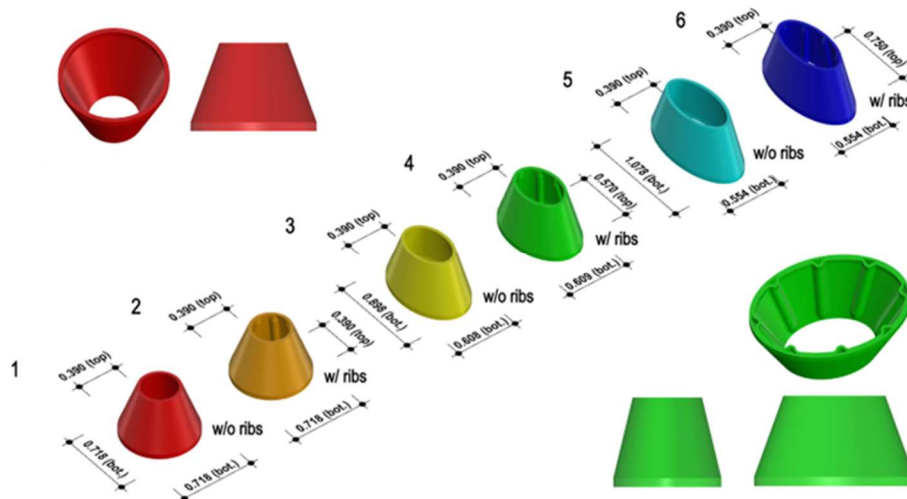 6
0.390 (top)
0.750 (top)
w/ ribs
0.554 (bot.)
5
0.390 (top)
w/o ribs
1.078 (bot.)
0.554 (bot.)
4
0.390 (top)
0.570 (top)
w/ ribs
0.609 (bot.)
3
0.390 (top)
w/o ribs
0.898 (bot.)
0.608 (bot.)
2
0.390 (top)
0.390 (top)
w/ ribs
0.718 (bot.)
1
0.390 (top)
w/o ribs
0.718 (bot.)
0.718 (bot.)